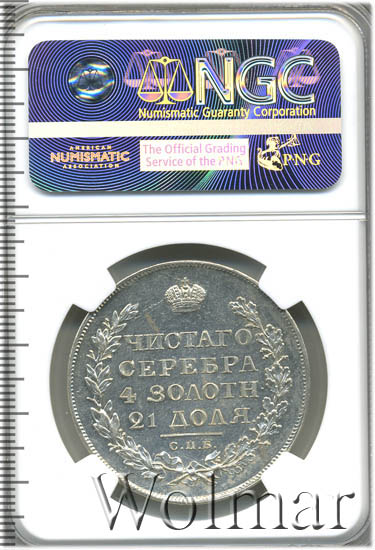 NGC
Numismatic Guaranty Corporation
AMERICAN
NUMISMATIC
ASSOCIATION
The Official Grading
Service of the PNG
PNG
ЧИСТАГО
СЕРЕБРА
4 ЗОЛОТН
21 ДОЛЯ
С.П.Б.
Wolmar